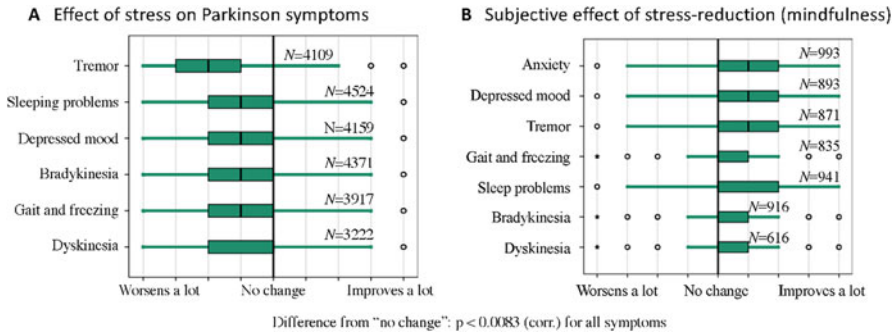 A Effect of stress on Parkinson symptoms
Tremor N=4109
Sleeping problems N=4524
Depressed mood N=4159
Bradykinesia N=4371
Gait and freezing N=3917
Dyskinesia N=3222
Worsens a lot No change Improves a lot
B Subjective effect of stress-reduction (mindfulness)
Anxiety N=993
Depressed mood N=893
Tremor N=871
Gait and freezing N=835
Sleep problems N=941
Bradykinesia N=916
Dyskinesia N=616
Worsens a lot No change Improves a lot
Difference from "no change": p < 0.0083 (corr.) for all symptoms